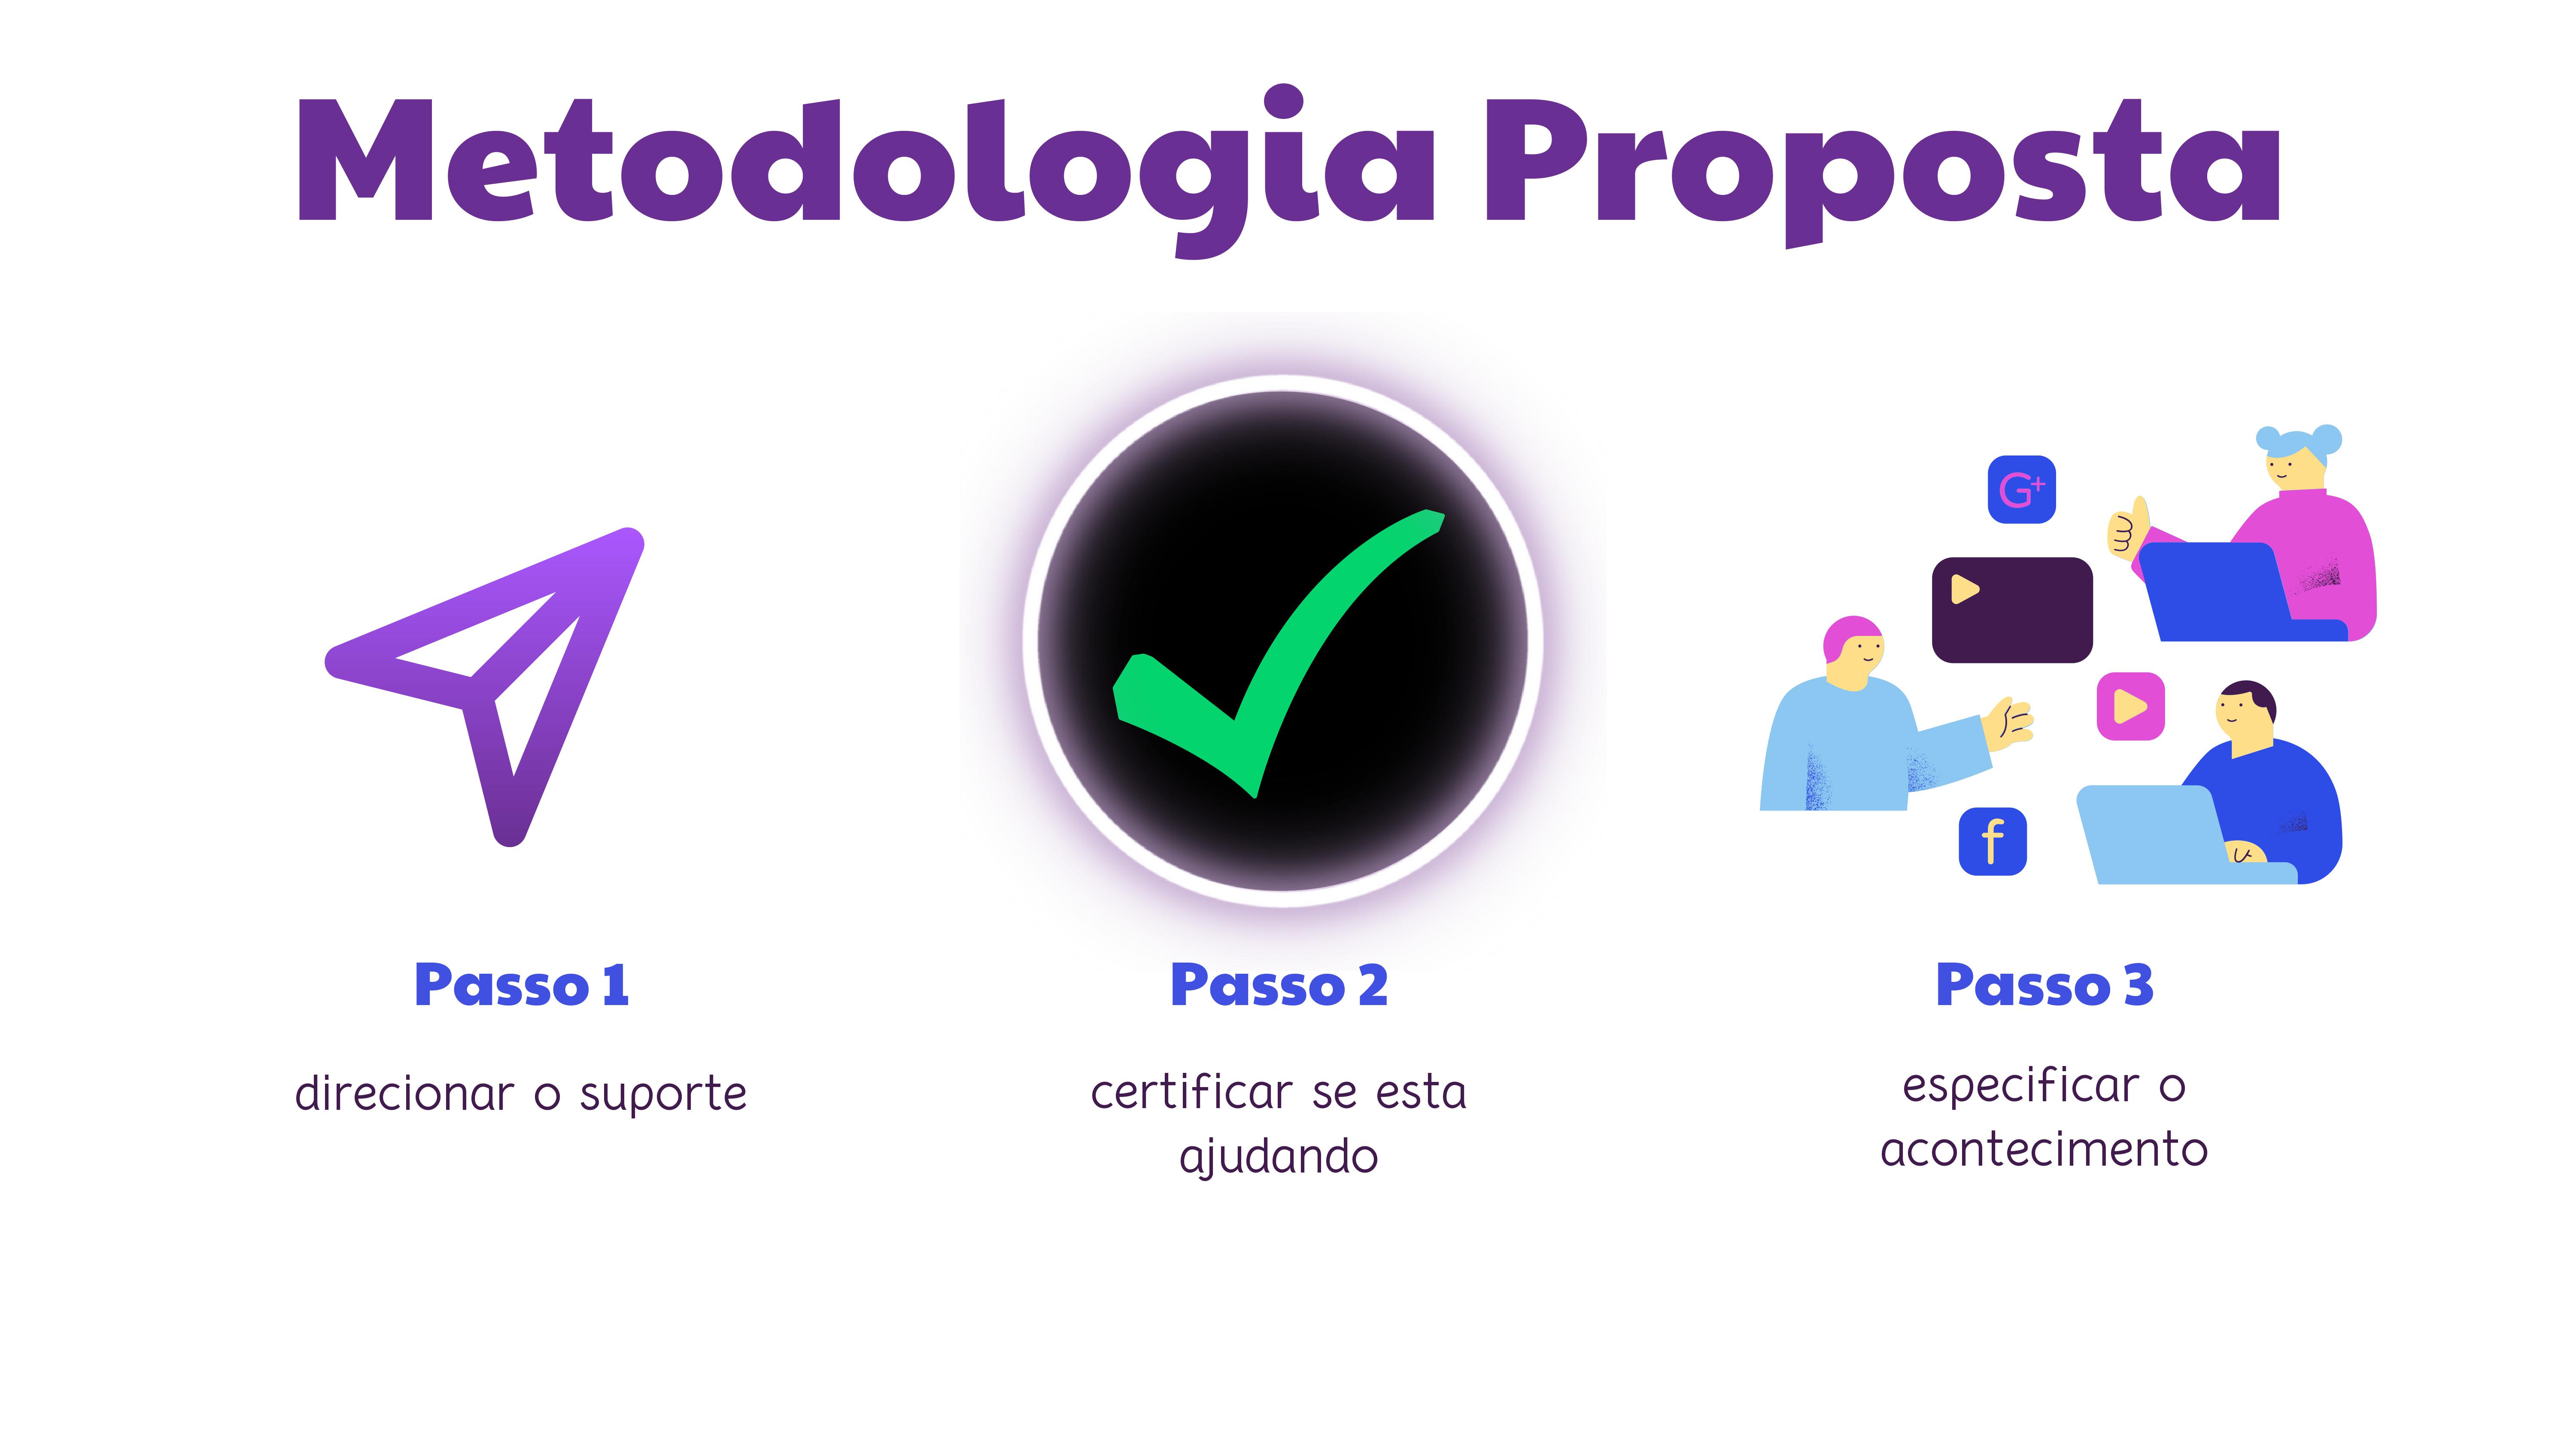 Metodologia Proposta
G+
f
Passo 1
direcionar o suporte
Passo 2
certificar se esta
ajudando
Passo 3
especificar o
acontecimento